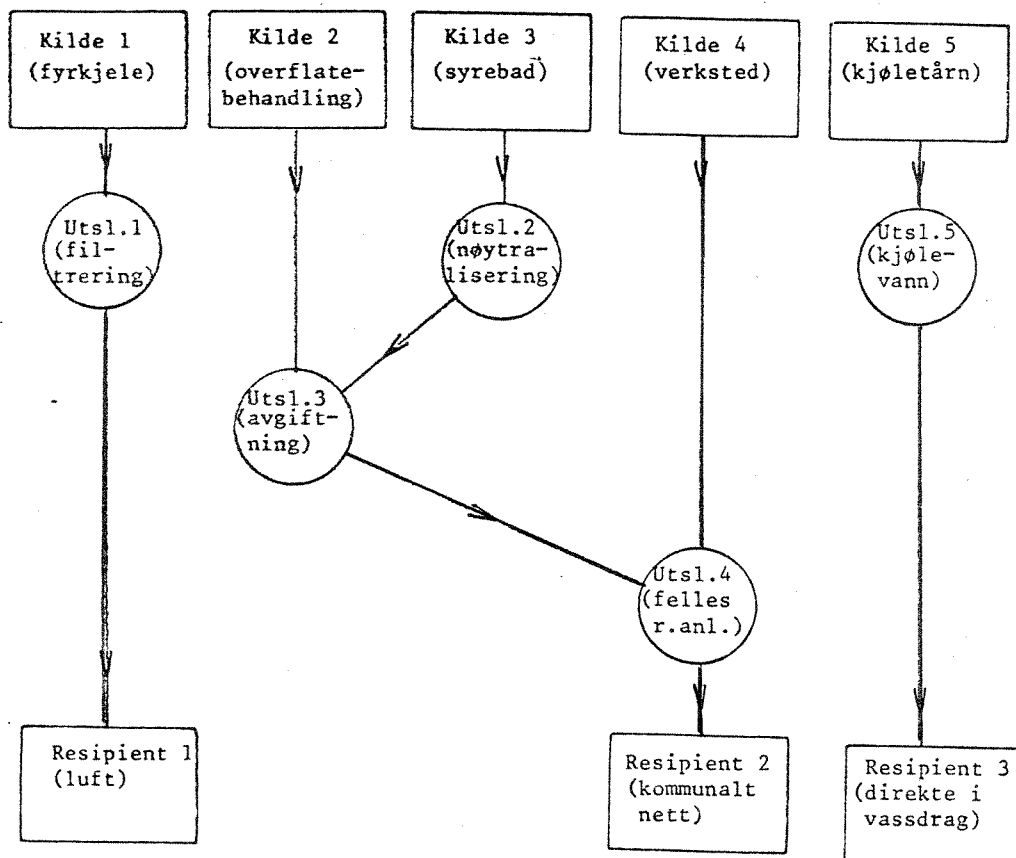 Kilde 1
(fyrkjele)
Kilde 2
(overflate-
behandling)
Kilde 3
(syrebad)
Kilde 4
(verksted)
Kilde 5
(kjøletårn)
Utsl.1
(fil-
trering)
Utsl.2
(nøytra-
lisering)
Utsl.5
(kjøle-
vann)
Utsl.3
(avgift-
ning)
Utsl.4
(felles
r.anl.)
Resipient 1
(luft)
Resipient 2
(kommunalt
nett)
Resipient 3
(direkte i
vassdrag)